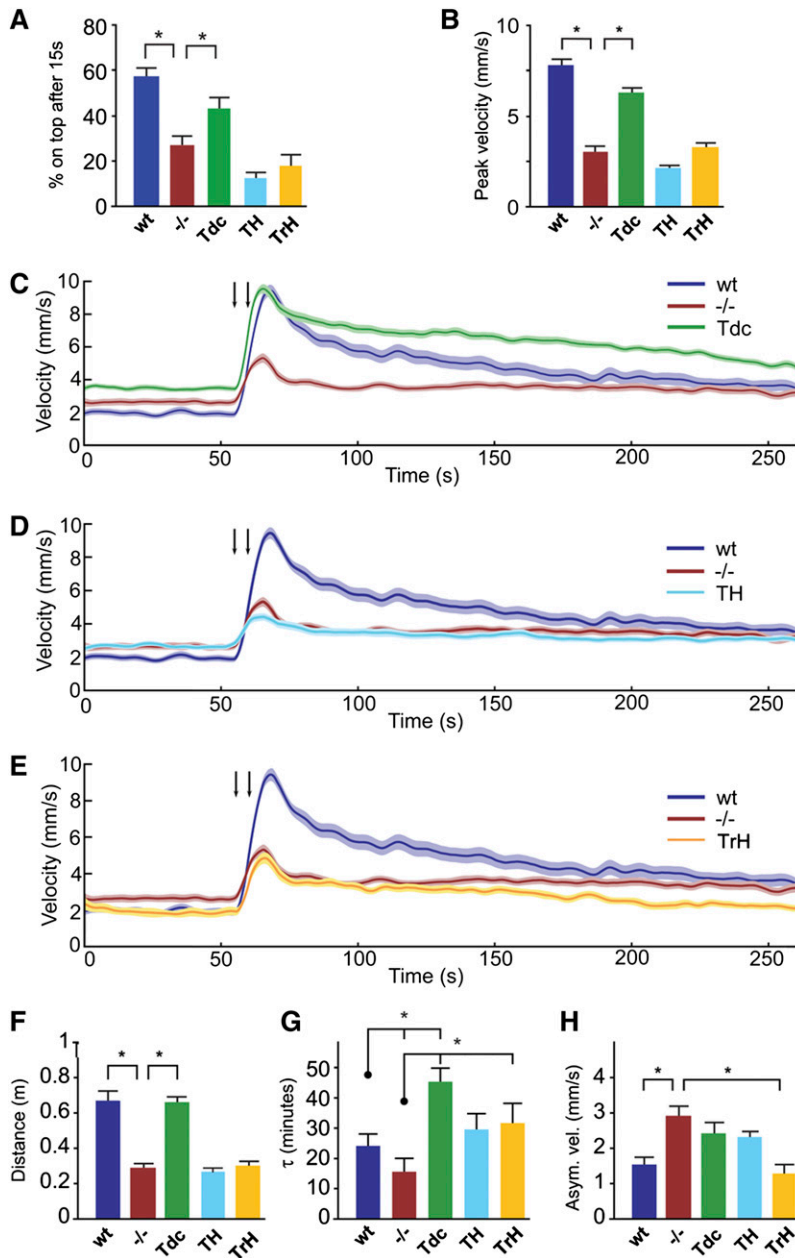 A
% on top after 15s
60
40
20
0
* *
wt -/- Tdc TH TrH
B
Peak velocity (mm/s)
10
5
0
* *
wt -/- Tdc TH TrH
C
Velocity (mm/s)
10
8
6
4
2
0
0 50 100 150 200 250
Time (s)
wt
-/-
Tdc
D
Velocity (mm/s)
10
8
6
4
2
0
0 50 100 150 200 250
Time (s)
wt
-/-
TH
E
Velocity (mm/s)
10
8
6
4
2
0
0 50 100 150 200 250
Time (s)
wt
-/-
TrH
F
Distance (m)
1
0.8
0.6
0.4
0.2
0
* *
wt -/- Tdc TH TrH
G
τ (minutes)
50
40
30
20
10
0
*
*
wt -/- Tdc TH TrH
H
Asym. vel. (mm/s)
4
3
2
1
0
* *
wt -/- Tdc TH TrH